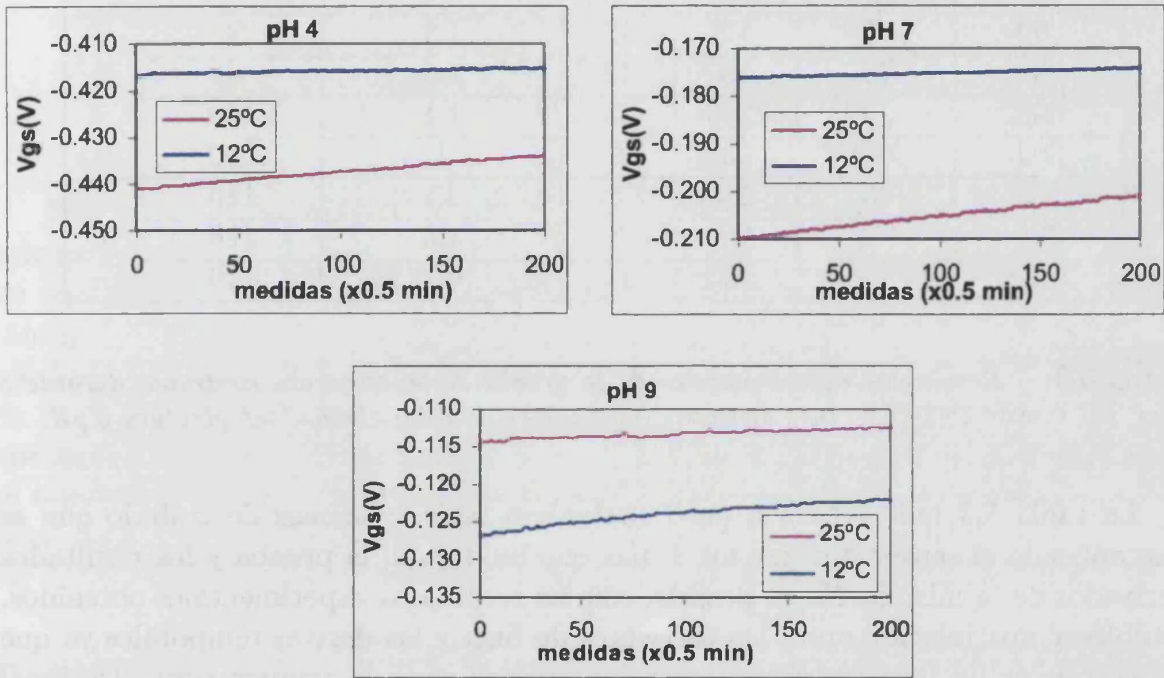 pH 4
-0.410
-0.420
-0.430
-0.440
-0.450
Vgs(V)
25ºC
12ºC
0 50 100 150 200
medidas (x0.5 min)
pH 7
-0.170
-0.180
-0.190
-0.200
-0.210
Vgs(V)
25ºC
12ºC
0 50 100 150 200
medidas (x0.5 min)
pH 9
-0.110
-0.115
-0.120
-0.125
-0.130
-0.135
Vgs(V)
25ºC
12ºC
0 50 100 150 200
medidas (x0.5 min)